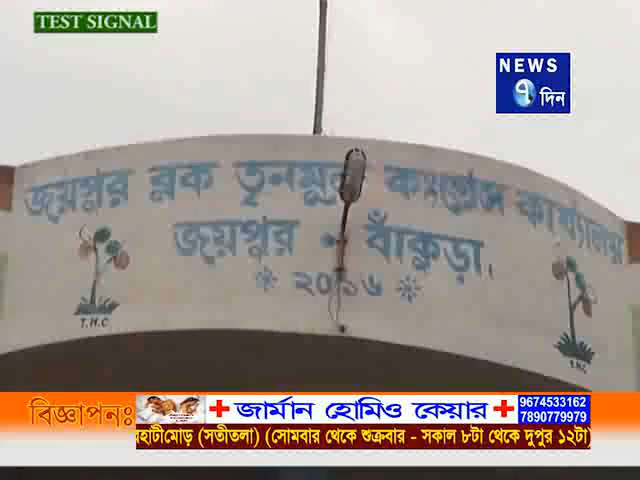 TEST SIGNAL
NEWS
৭ দিন
জয়পুর ব্লক তৃনমূল কংগ্রেস কার্য্যালয়
জয়পুর - বাঁকুড়া।
২০১৬
T.M.C
T.M.C
বিজ্ঞাপনঃ
+ জার্মান হোমিও কেয়ার +
9674533162
7890779979
হাটীমোড় (সতীতলা) (সোমবার থেকে শুক্রবার - সকাল ৮টা থেকে দুপুর ১২টা)